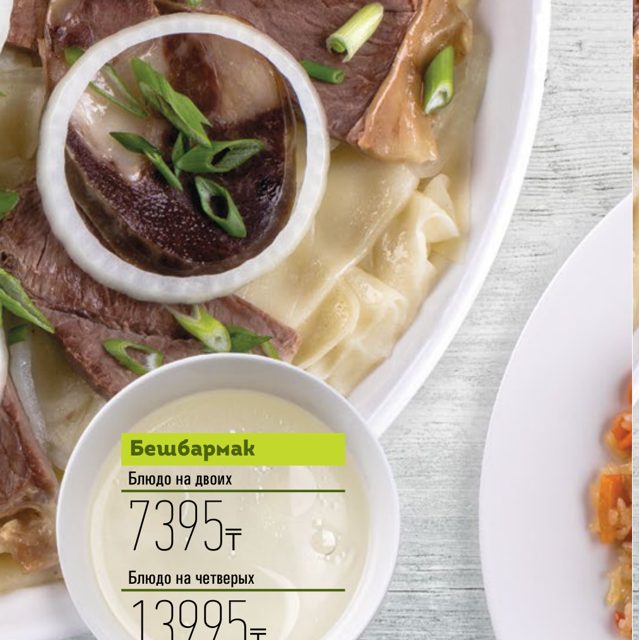 Бешбармак
Блюдо на двоих
7395₸
Блюдо на четверых
13995₸